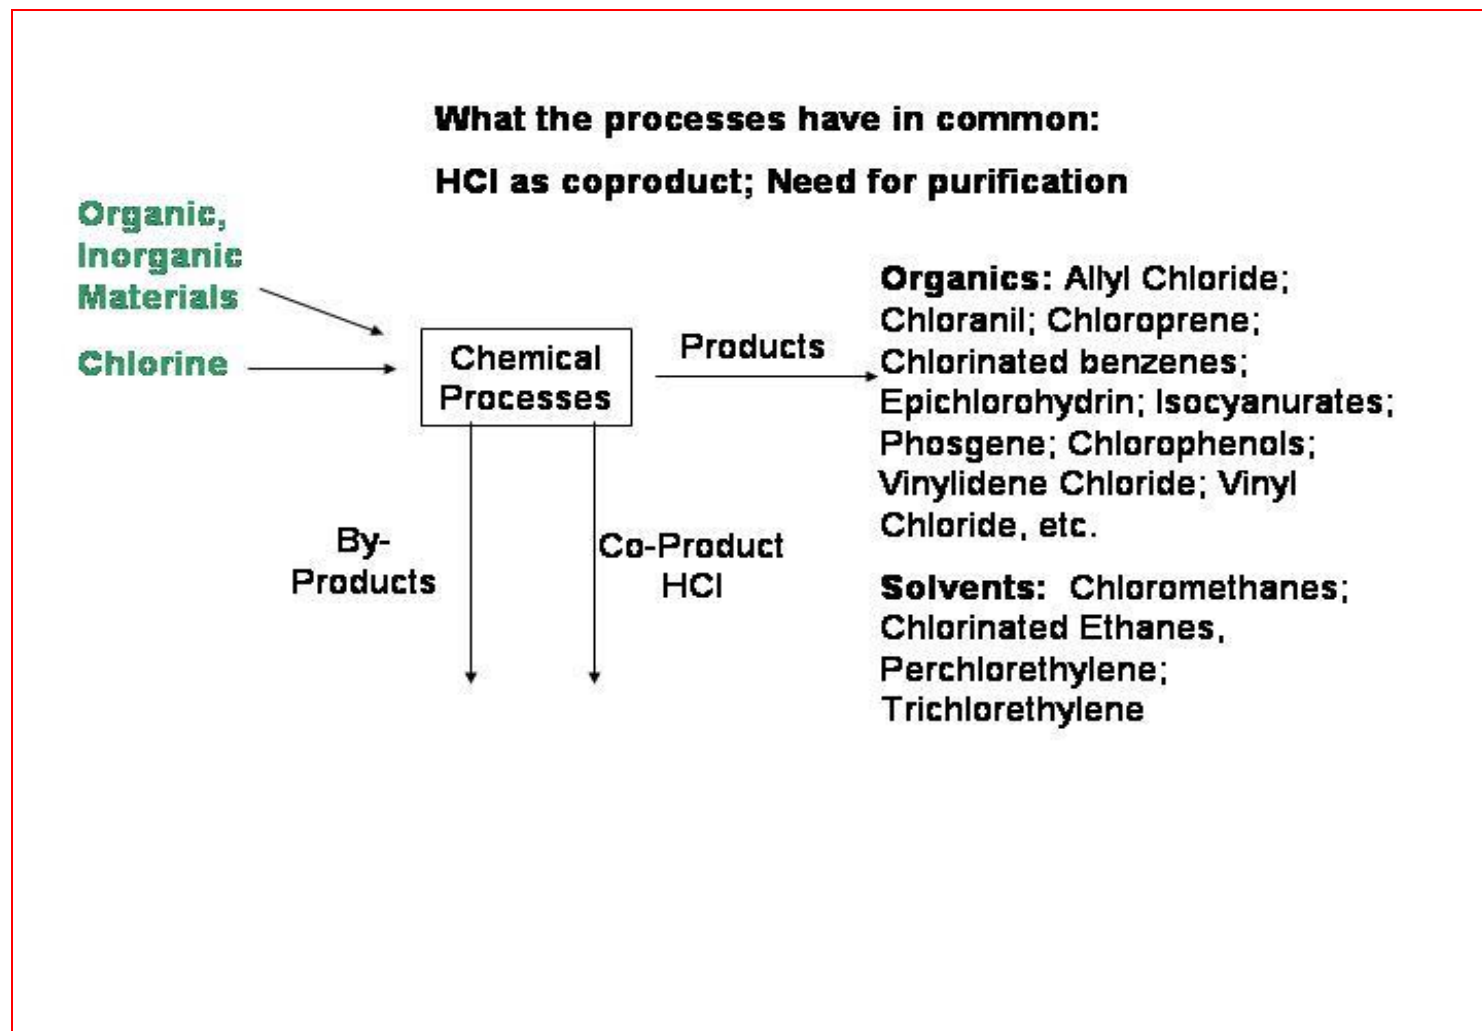 What the processes have in common:
HCl as coproduct; Need for purification
Organic,
Inorganic
Materials
Chlorine
Chemical
Processes
Products
By-
Products
Co-Product
HCl
Organics: Allyl Chloride;
Chloranil; Chloroprene;
Chlorinated benzenes;
Epichlorohydrin; Isocyanurates;
Phosgene; Chlorophenols;
Vinylidene Chloride; Vinyl
Chloride, etc.
Solvents: Chloromethanes;
Chlorinated Ethanes,
Perchlorethylene;
Trichlorethylene